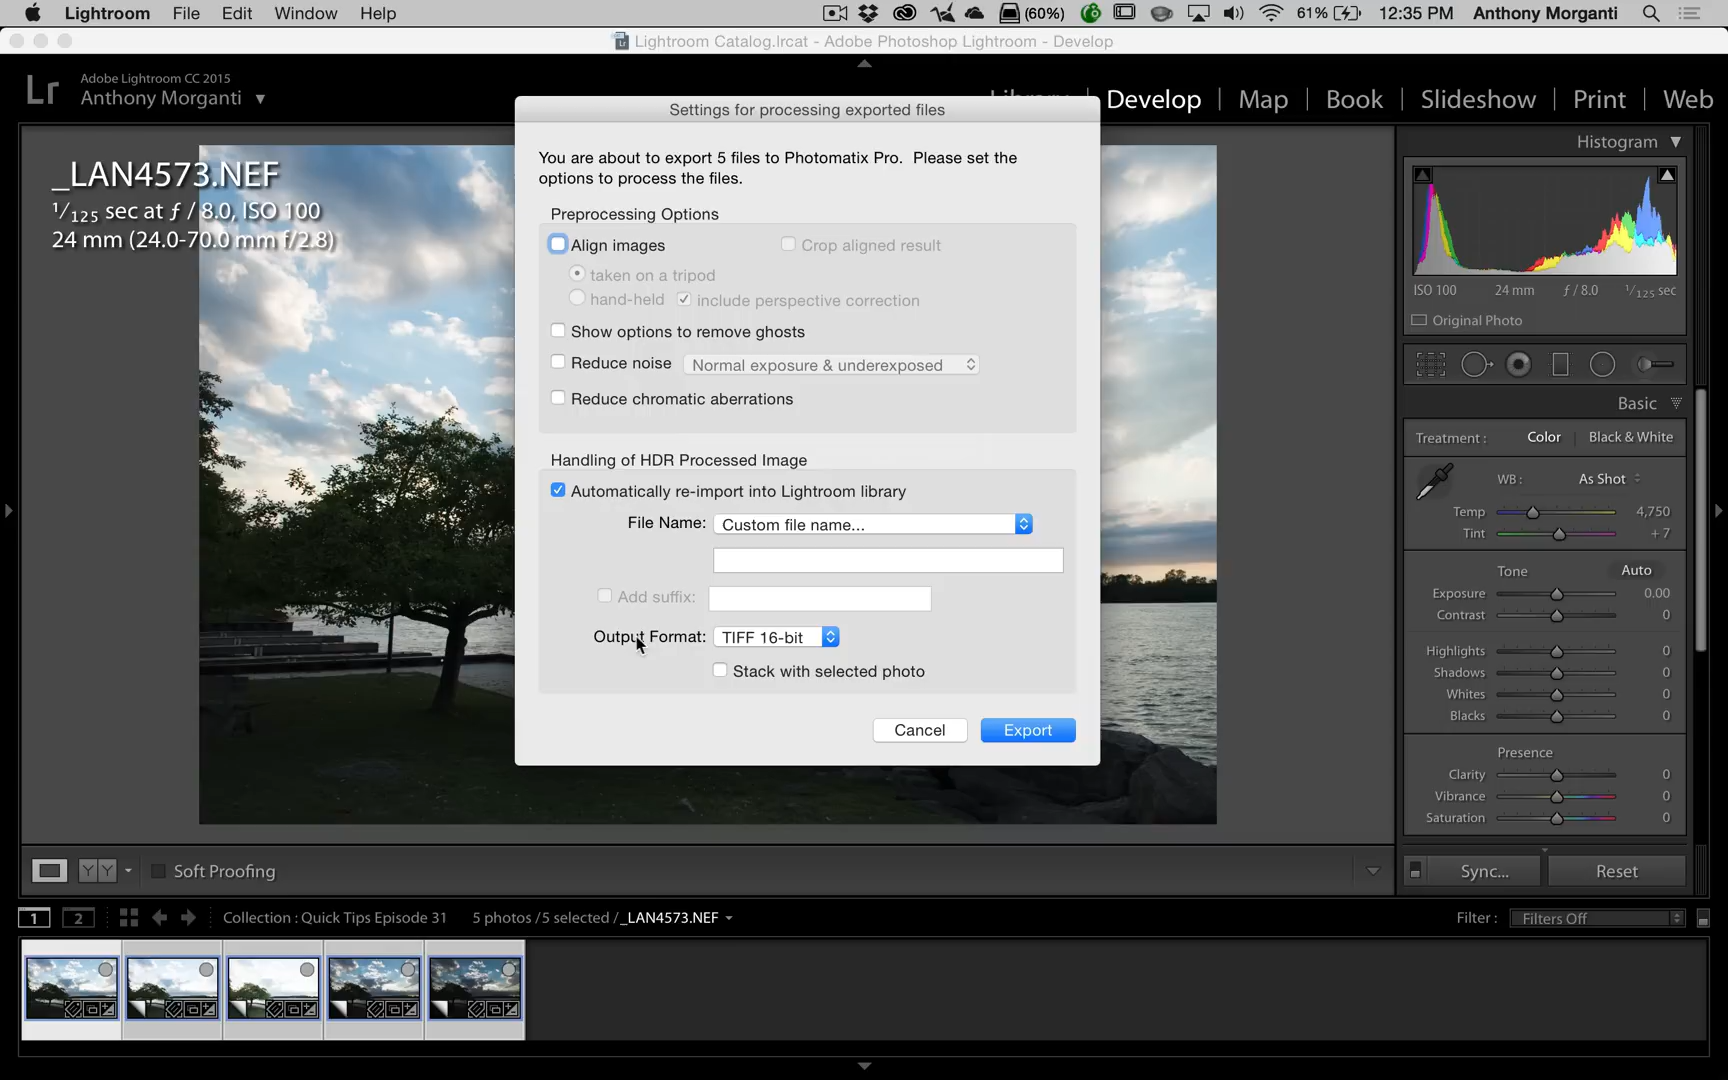 Lightroom File Edit Window Help (60%) 61% 12:35 PM Anthony Morganti
Lightroom Catalog.lrcat - Adobe Photoshop Lightroom - Develop
Lr
Adobe Lightroom CC 2015
Anthony Morganti
Library | Develop | Map | Book | Slideshow | Print | Web
_LAN4573.NEF
1/125 sec at ƒ / 8.0, ISO 100
24 mm (24.0-70.0 mm f/2.8)
Settings for processing exported files
You are about to export 5 files to Photomatix Pro. Please set the
options to process the files.
Preprocessing Options
Align images Crop aligned result
taken on a tripod
hand-held include perspective correction
Show options to remove ghosts
Reduce noise Normal exposure & underexposed
Reduce chromatic aberrations
Handling of HDR Processed Image
Automatically re-import into Lightroom library
File Name: Custom file name...
Add suffix:
Output Format: TIFF 16-bit
Stack with selected photo
Cancel Export
Histogram
ISO 100 24 mm ƒ / 8.0 1/125 sec
Original Photo
Basic
Treatment : Color | Black & White
WB : As Shot
Temp 4,750
Tint + 7
Tone Auto
Exposure 0.00
Contrast 0
Highlights 0
Shadows 0
Whites 0
Blacks 0
Presence
Clarity 0
Vibrance 0
Saturation 0
Sync... Reset
Y Y Soft Proofing
1 2 Collection : Quick Tips Episode 31 5 photos / 5 selected / _LAN4573.NEF Filter : Filters Off